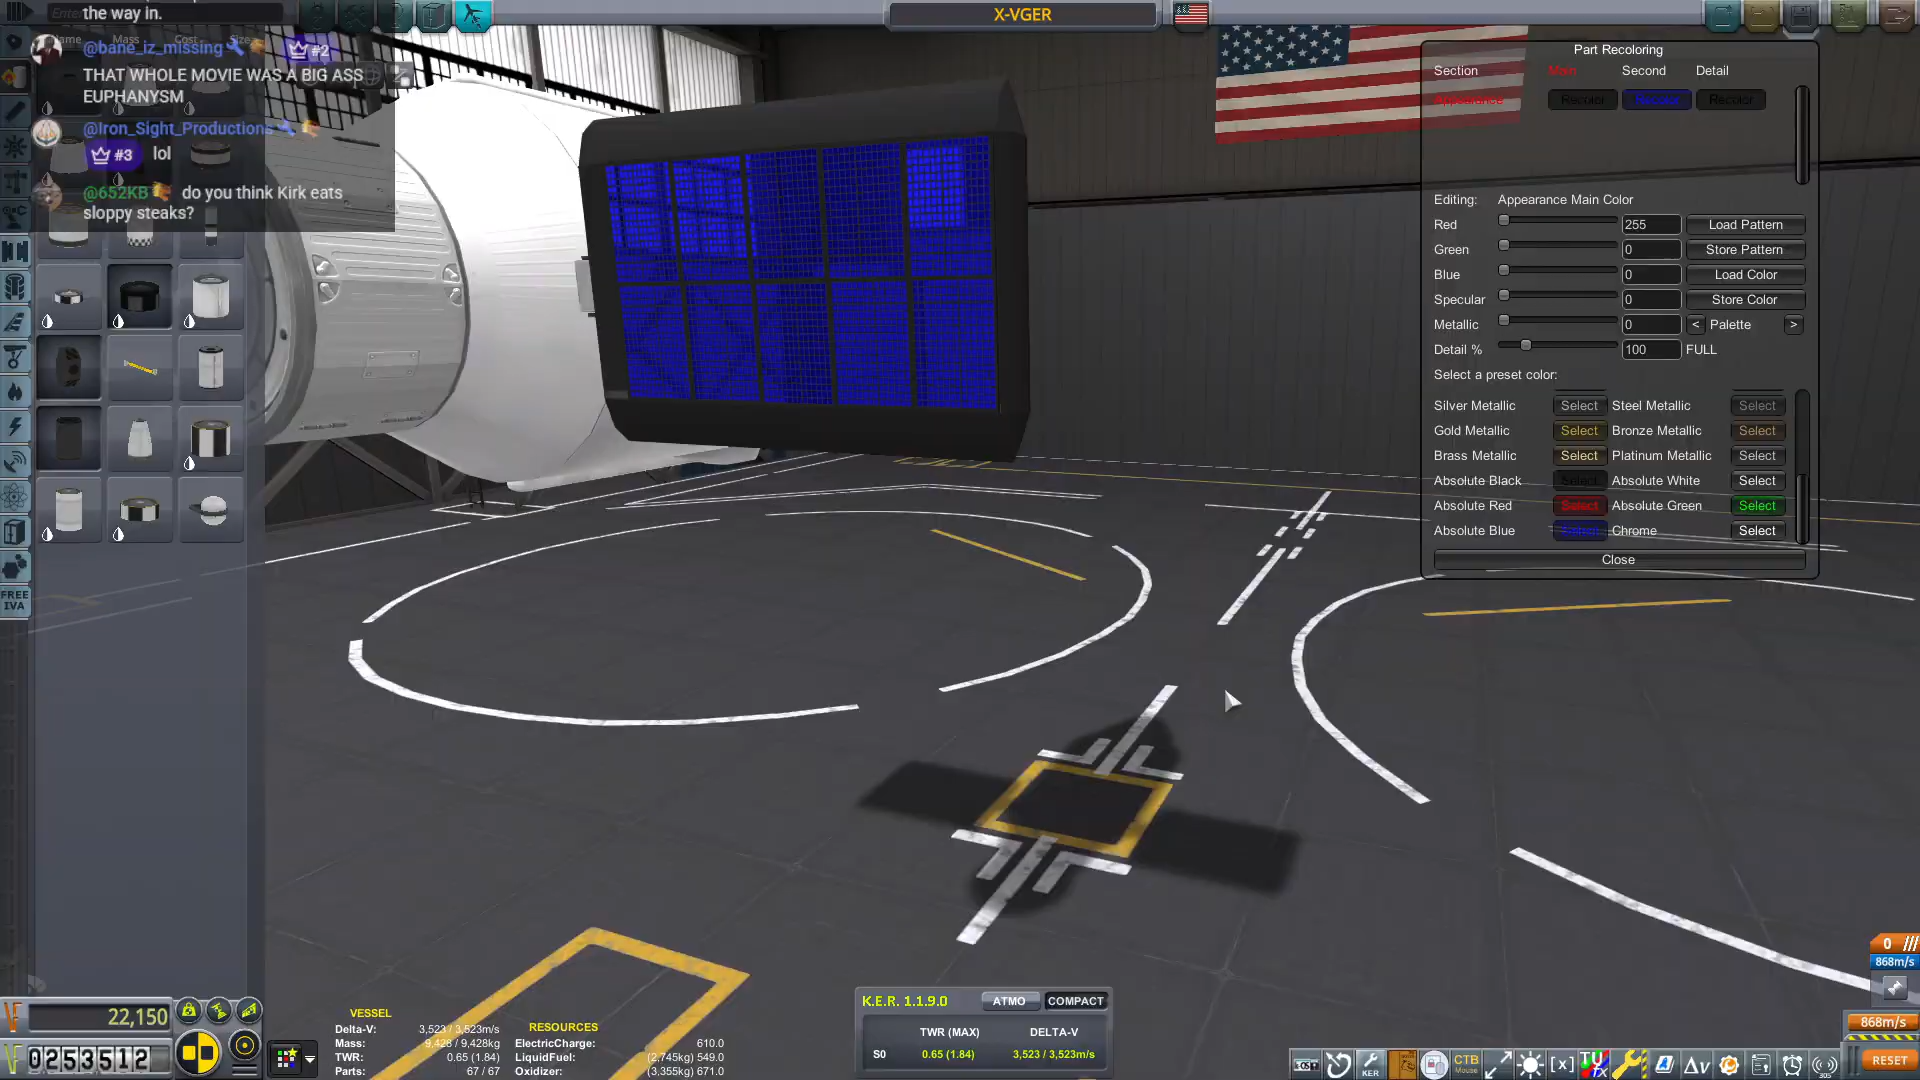 the way in.
@bane_iz_missing #2
THAT WHOLE MOVIE WAS A BIG ASS
EUPHANYSM
@Iron_Sight_Productions
#3 lol
@652KB do you think Kirk eats
sloppy steaks?
X-VGER
Part Recoloring
Section Main Second Detail
Appearance Recolor Recolor Recolor
Editing: Appearance Main Color
Red 255 Load Pattern
Green 0 Store Pattern
Blue 0 Load Color
Specular 0 Store Color
Metallic 0 < Palette >
Detail % 100 FULL
Select a preset color:
Silver Metallic Select Steel Metallic Select
Gold Metallic Select Bronze Metallic Select
Brass Metallic Select Platinum Metallic Select
Absolute Black Select Absolute White Select
Absolute Red Select Absolute Green Select
Absolute Blue Select Chrome Select
Close
FREE
IVA
22,150
0253512
VESSEL
Delta-V: 3,523 / 3,523m/s
Mass: 9,428 / 9,428kg
TWR: 0.65 (1.84)
Parts: 67 / 67
RESOURCES
ElectricCharge: 610.0
LiquidFuel: (2,745kg) 549.0
Oxidizer: (3,355kg) 671.0
K.E.R. 1.1.9.0 ATMO COMPACT
TWR (MAX) DELTA-V
S0 0.65 (1.84) 3,523 / 3,523m/s
0
868m/s
868m/s
RESET
KER
CTB
Mouse
[x]
Δv